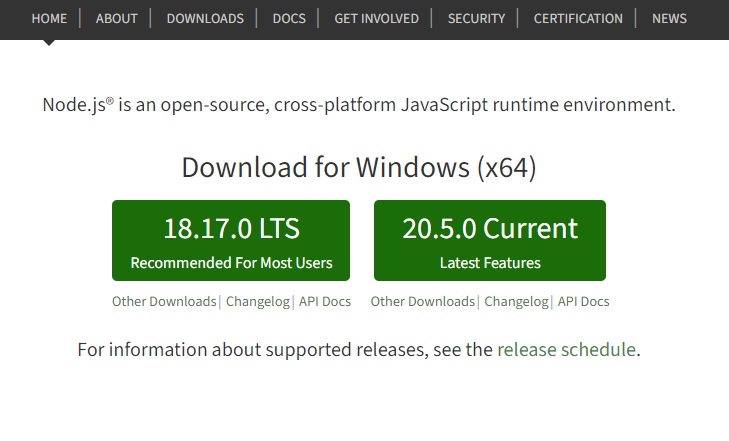 HOME | ABOUT | DOWNLOADS | DOCS | GET INVOLVED | SECURITY | CERTIFICATION | NEWS
Node.js® is an open-source, cross-platform JavaScript runtime environment.
Download for Windows (x64)
18.17.0 LTS
Recommended For Most Users
20.5.0 Current
Latest Features
Other Downloads | Changelog | API Docs
Other Downloads | Changelog | API Docs
For information about supported releases, see the release schedule.